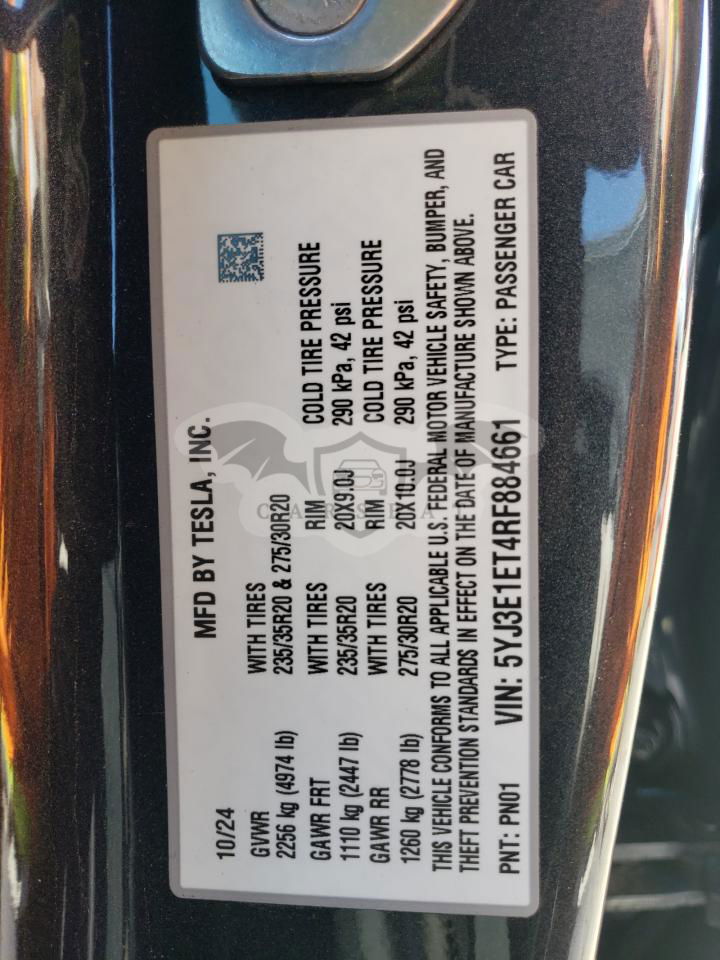 MFD BY TESLA, INC.
10/24
GVWR WITH TIRES
2256 kg (4974 lb) 235/35R20 & 275/30R20
GAWR FRT WITH TIRES RIM COLD TIRE PRESSURE
1110 kg (2447 lb) 235/35R20 20X9.0J 290 kPa, 42 psi
GAWR RR WITH TIRES RIM COLD TIRE PRESSURE
1260 kg (2778 lb) 275/30R20 20X10.0J 290 kPa, 42 psi
THIS VEHICLE CONFORMS TO ALL APPLICABLE U.S. FEDERAL MOTOR VEHICLE SAFETY, BUMPER, AND
THEFT PREVENTION STANDARDS IN EFFECT ON THE DATE OF MANUFACTURE SHOWN ABOVE.
PNT: PN01 VIN: 5YJ3E1ET4RF884661 TYPE: PASSENGER CAR